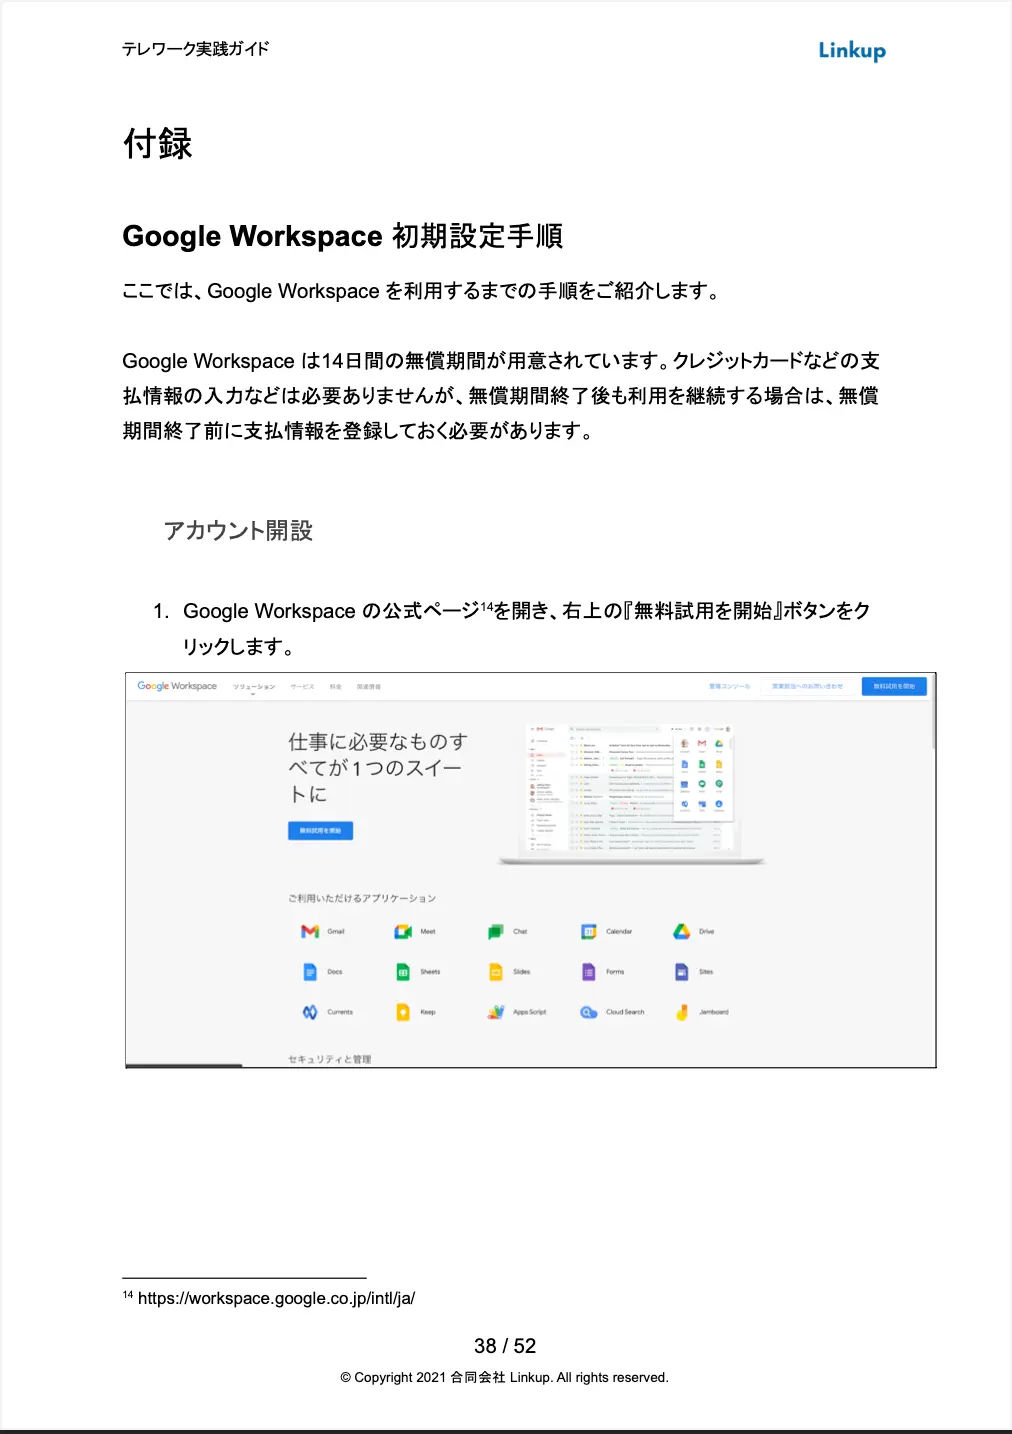 テレワーク実践ガイド
Linkup
付録
Google Workspace 初期設定手順
ここでは、Google Workspace を利用するまでの手順をご紹介します。
Google Workspace は14日間の無償期間が用意されています。クレジットカードなどの支
払情報の入力などは必要ありませんが、無償期間終了後も利用を継続する場合は、無償
期間終了前に支払情報を登録しておく必要があります。
アカウント開設
1. Google Workspace の公式ページ14を開き、右上の『無料試用を開始』ボタンをク
リックします。
Google Workspace ソリューション サービス 料金 関連情報 管理コンソール 営業担当へのお問い合わせ 無料試用を開始
仕事に必要なものす
べてが 1 つのスイー
トに
無料試用を開始
ご利用いただけるアプリケーション
Gmail Meet Chat Calendar Drive
Docs Sheets Slides Forms Sites
Currents Keep Apps Script Cloud Search Jamboard
セキュリティと管理
14 https://workspace.google.co.jp/intl/ja/
38 / 52
© Copyright 2021 合同会社 Linkup. All rights reserved.